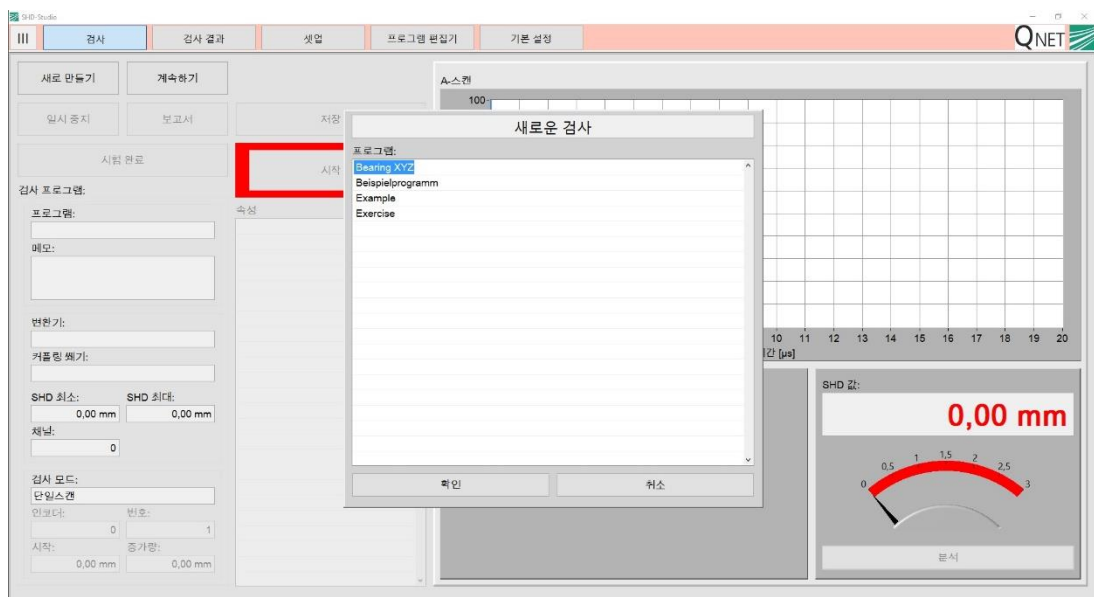 SHD-Studio
검사
검사 결과
셋업
프로그램 편집기
기본 설정
QNET
새로 만들기
계속하기
일시 중지
보고서
저장
시험 완료
시작
검사 프로그램:
프로그램:
메모:
변환기:
커플링 쐐기:
SHD 최소:
SHD 최대:
0,00 mm
0,00 mm
채널:
0
검사 모드:
단일스캔
인코더:
번호:
0
1
시작:
증가량:
0,00 mm
0,00 mm
속성
A-스캔
100
새로운 검사
프로그램:
Bearing XYZ
Beispielprogramm
Example
Exercise
확인
취소
10 11 12 13 14 15 16 17 18 19 20
시간 [µs]
SHD 값:
0,00 mm
0 0,5 1 1,5 2 2,5 3
분석